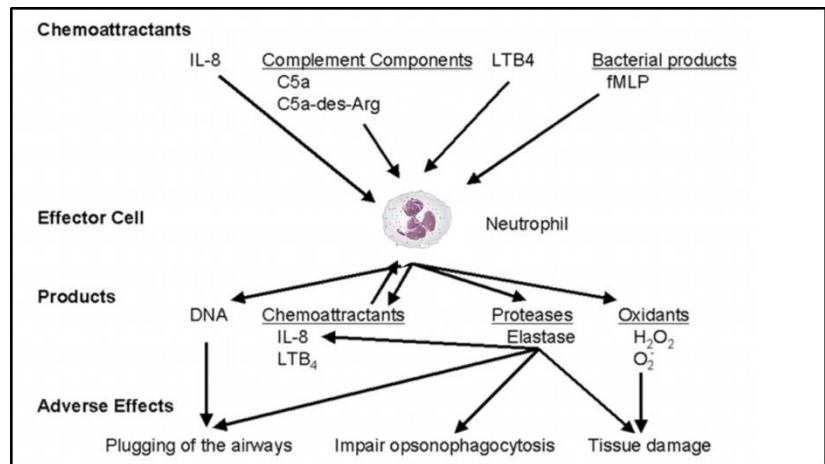 Chemoattractants
IL-8 Complement Components LTB4 Bacterial products
C5a fMLP
C5a-des-Arg
Effector Cell Neutrophil
Products
DNA Chemoattractants Proteases Oxidants
IL-8 Elastase H₂O₂
LTB₄ O₂⁻
Adverse Effects
Plugging of the airways Impair opsonophagocytosis Tissue damage